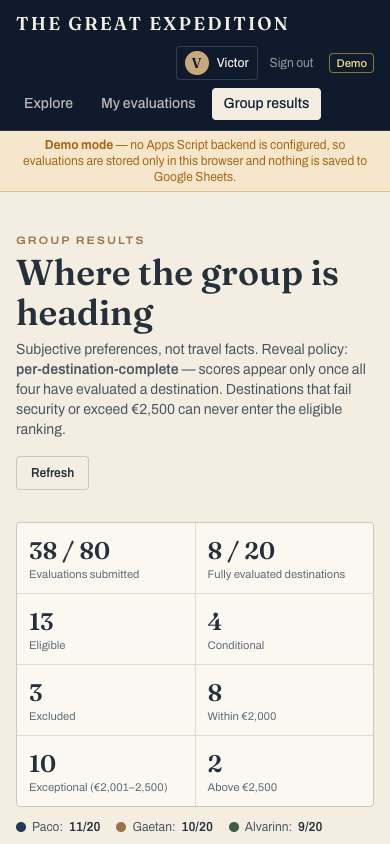 THE GREAT EXPEDITION
V Victor Sign out Demo
Explore My evaluations Group results
Demo mode — no Apps Script backend is configured, so
evaluations are stored only in this browser and nothing is saved to
Google Sheets.
GROUP RESULTS
Where the group is
heading
Subjective preferences, not travel facts. Reveal policy:
per-destination-complete — scores appear only once all
four have evaluated a destination. Destinations that fail
security or exceed €2,500 can never enter the eligible
ranking.
Refresh
38 / 80 8 / 20
Evaluations submitted Fully evaluated destinations
13 4
Eligible Conditional
3 8
Excluded Within €2,000
10 2
Exceptional (€2,001–2,500) Above €2,500
Paco: 11/20 Gaetan: 10/20 Alvarinn: 9/20